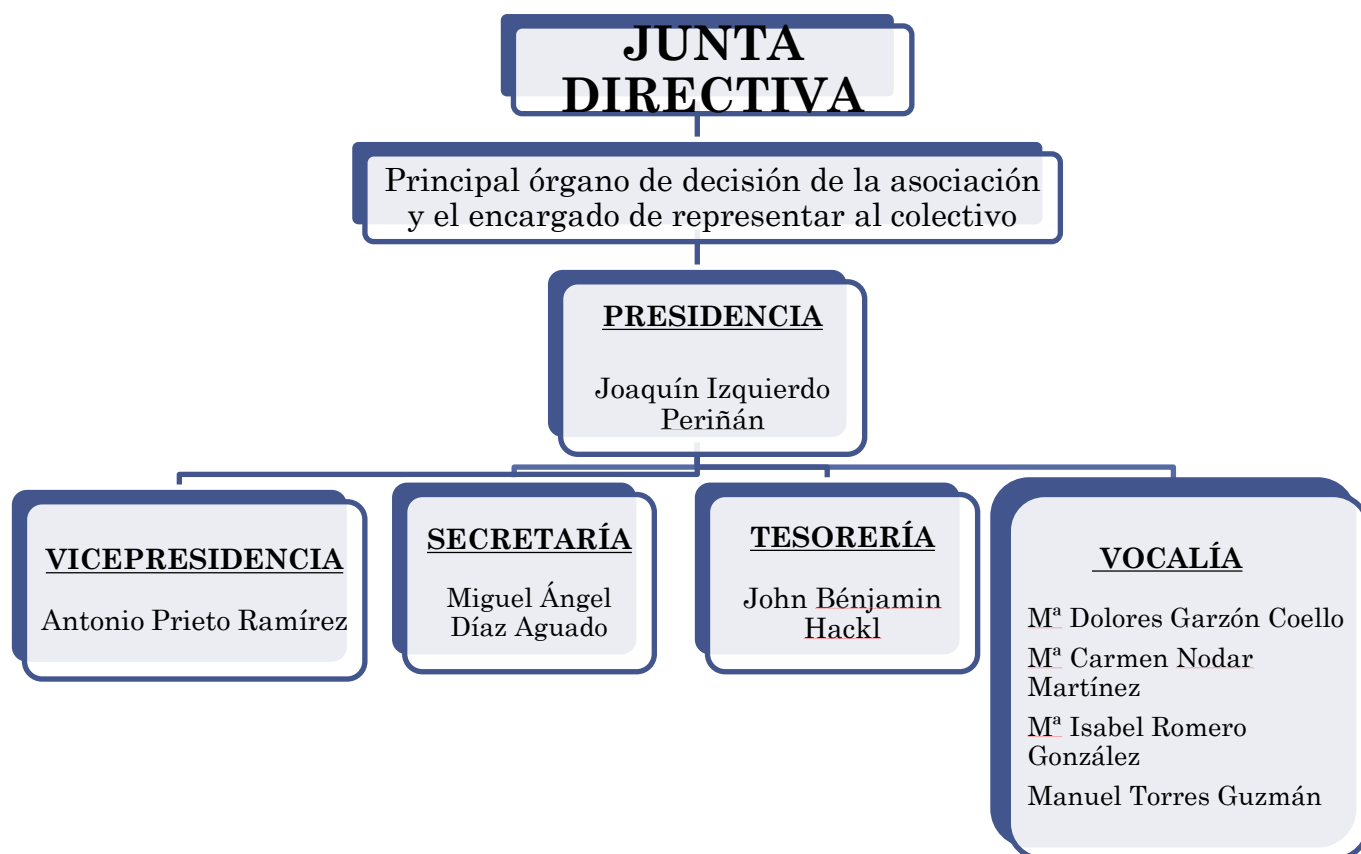 JUNTA
DIRECTIVA
Principal órgano de decisión de la asociación
y el encargado de representar al colectivo
PRESIDENCIA
Joaquín Izquierdo
Periñán
VICEPRESIDENCIA
Antonio Prieto Ramírez
SECRETARÍA
Miguel Ángel
Díaz Aguado
TESORERÍA
John Bénjamin
Hackl
VOCALÍA
Mª Dolores Garzón Coello
Mª Carmen Nodar
Martínez
Mª Isabel Romero
González
Manuel Torres Guzmán